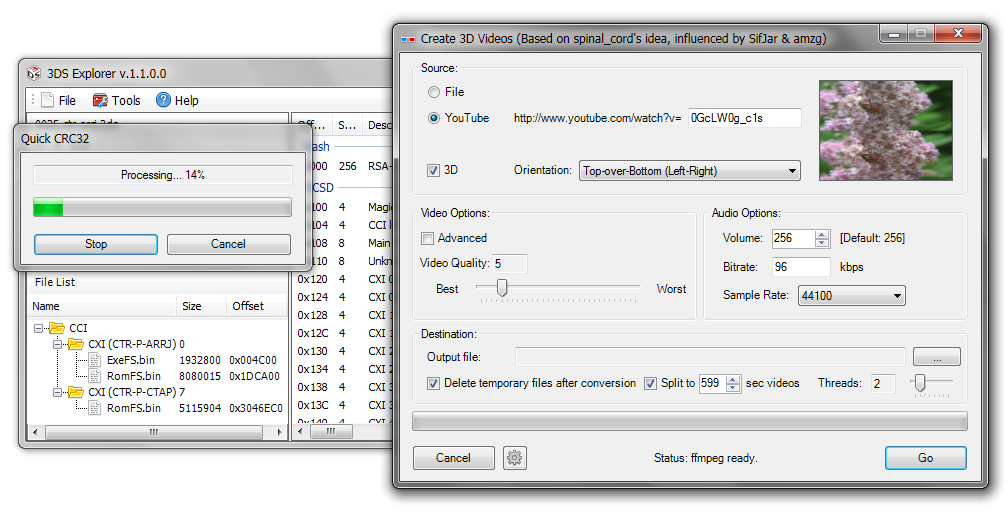 3DS Explorer v.1.1.0.0
File Tools Help
Quick CRC32
Processing... 14%
Stop Cancel
Off... S... Desc
000 256 RSA-
CSD
100 4 Magic
104 4 CCI
108 8 Main
110 8 Unkn
0x120 4 CXI 0
0x124 4 CXI 0
0x128 4 CXI 1
0x12C 4 CXI 1
0x130 4 CXI 2
0x134 4 CXI 2
0x138 4 CXI 3
0x13C 4 CXI 3
0x140 4 CXI
File List
Name Size Offset
CCI
CXI (CTR-P-ARRJ) 0
ExeFS.bin 1932800 0x004C00
RomFS.bin 8080015 0x1DCA00
CXI (CTR-P-CTAP) 7
RomFS.bin 5115904 0x3046EC0
Create 3D Videos (Based on spinal_cord's idea, influenced by SifJar & amzg)
Source:
File
YouTube http://www.youtube.com/watch?v= 0GcLW0g_c1s
3D Orientation: Top-over-Bottom (Left-Right)
Video Options:
Advanced
Video Quality: 5
Best Worst
Audio Options:
Volume: 256 [Default: 256]
Bitrate: 96 kbps
Sample Rate: 44100
Destination:
Output file: ...
Delete temporary files after conversion Split to 599 sec videos Threads: 2
Cancel Status: ffmpeg ready. Go